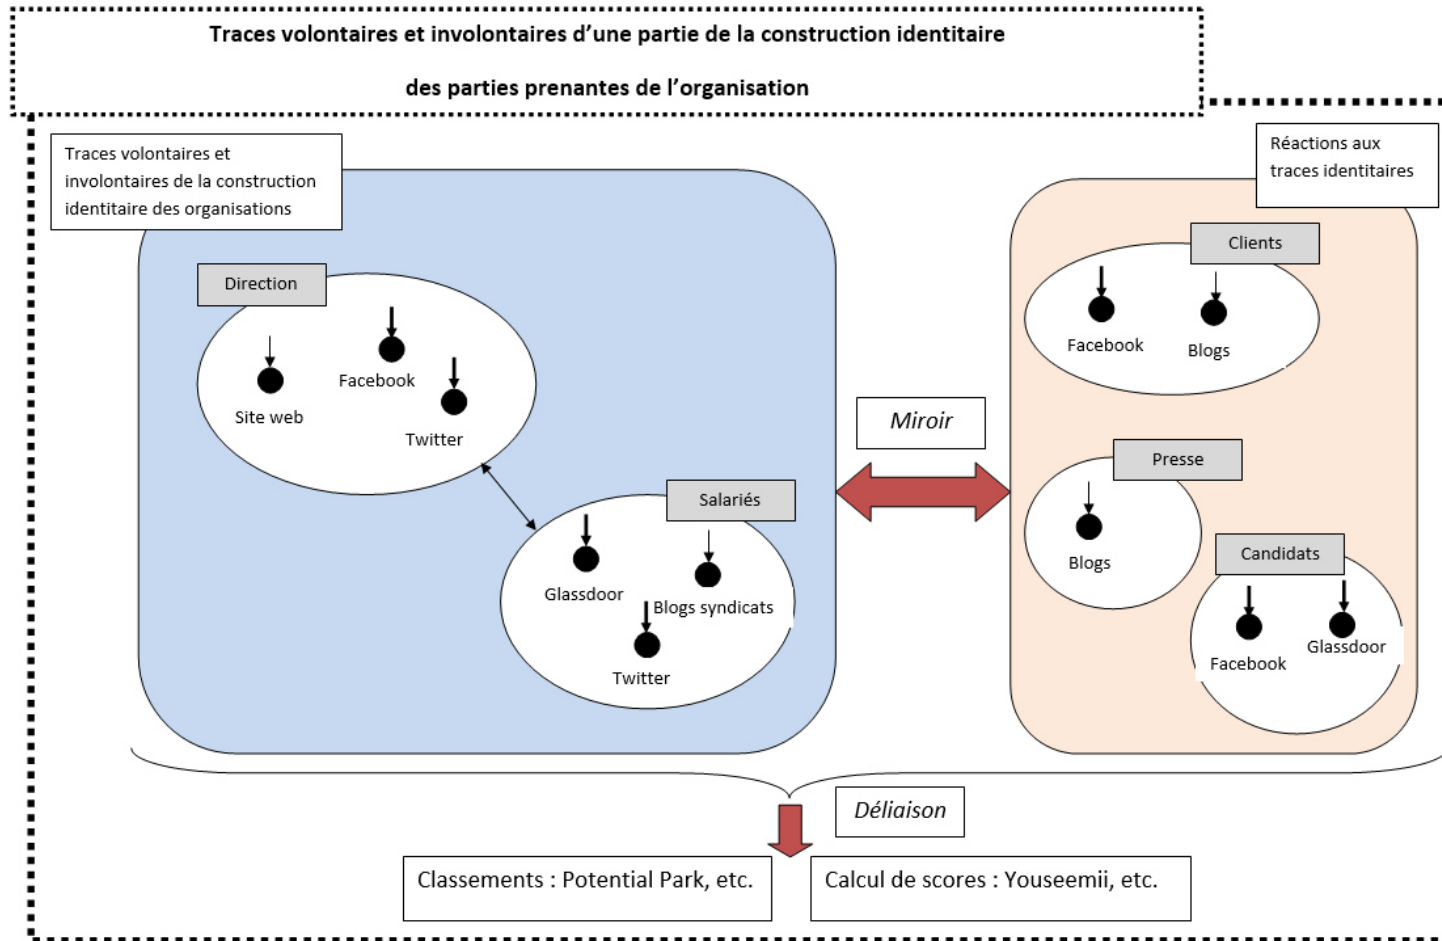 Traces volontaires et involontaires d’une partie de la construction identitaire
des parties prenantes de l’organisation
Traces volontaires et
involontaires de la construction
identitaire des organisations
Réactions aux
traces identitaires
Direction
Site web
Facebook
Twitter
Salariés
Glassdoor
Blogs syndicats
Twitter
Miroir
Clients
Facebook
Blogs
Presse
Blogs
Candidats
Facebook
Glassdoor
Déliaison
Classements : Potential Park, etc.
Calcul de scores : Youseemii, etc.